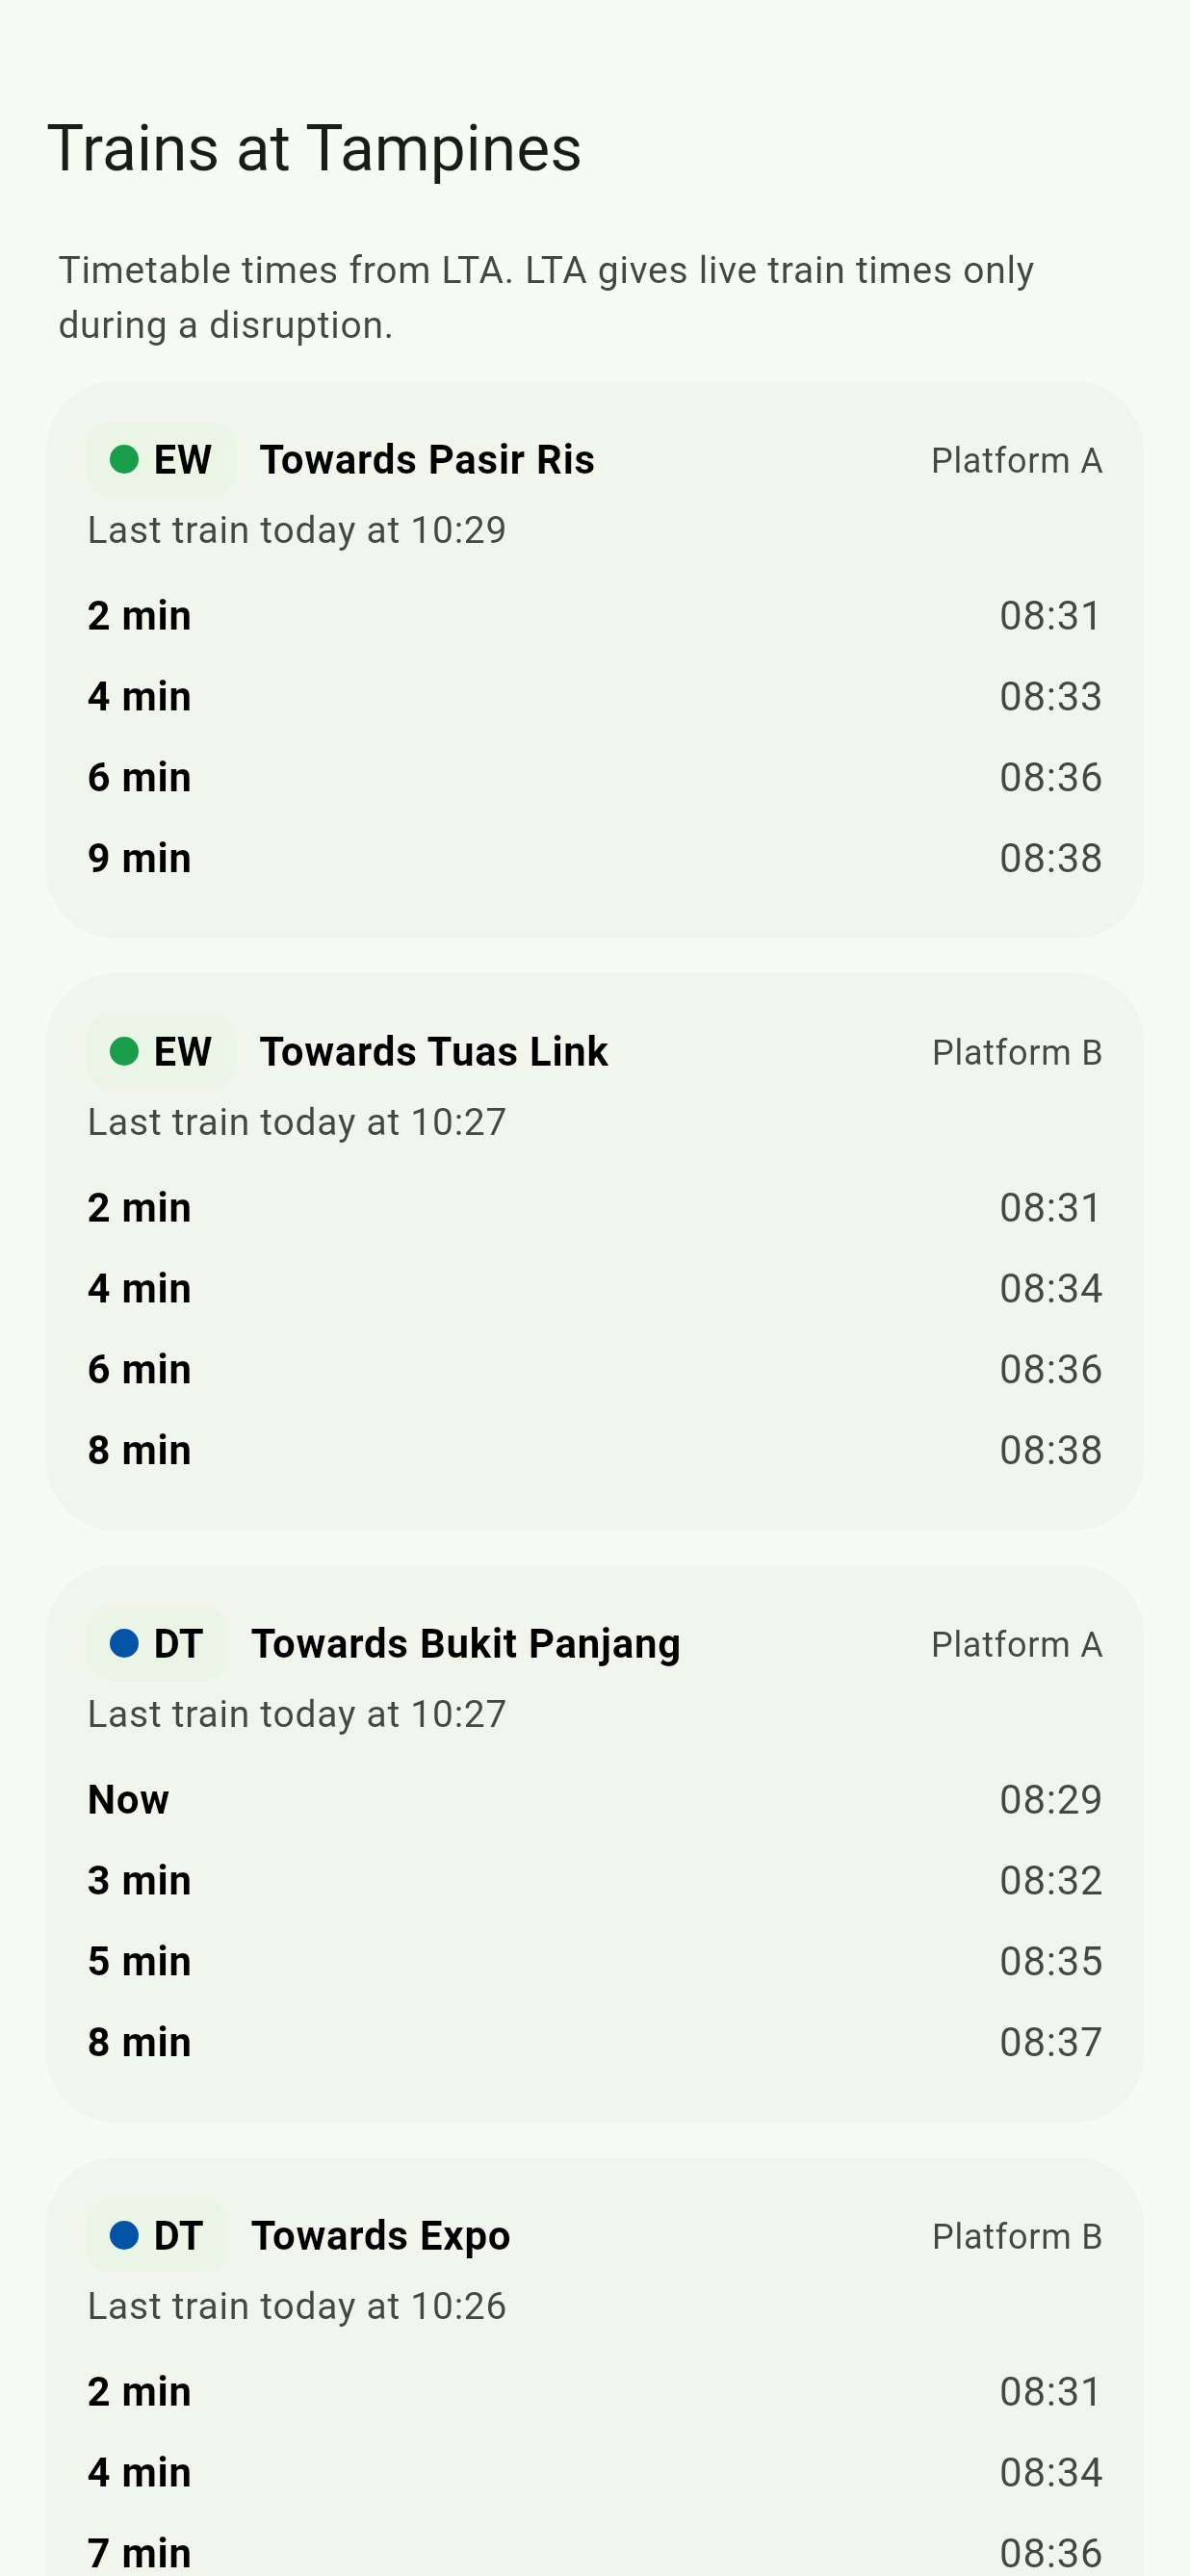 Trains at Tampines
Timetable times from LTA. LTA gives live train times only
during a disruption.
EW Towards Pasir Ris Platform A
Last train today at 10:29
2 min 08:31
4 min 08:33
6 min 08:36
9 min 08:38
EW Towards Tuas Link Platform B
Last train today at 10:27
2 min 08:31
4 min 08:34
6 min 08:36
8 min 08:38
DT Towards Bukit Panjang Platform A
Last train today at 10:27
Now 08:29
3 min 08:32
5 min 08:35
8 min 08:37
DT Towards Expo Platform B
Last train today at 10:26
2 min 08:31
4 min 08:34
7 min 08:36